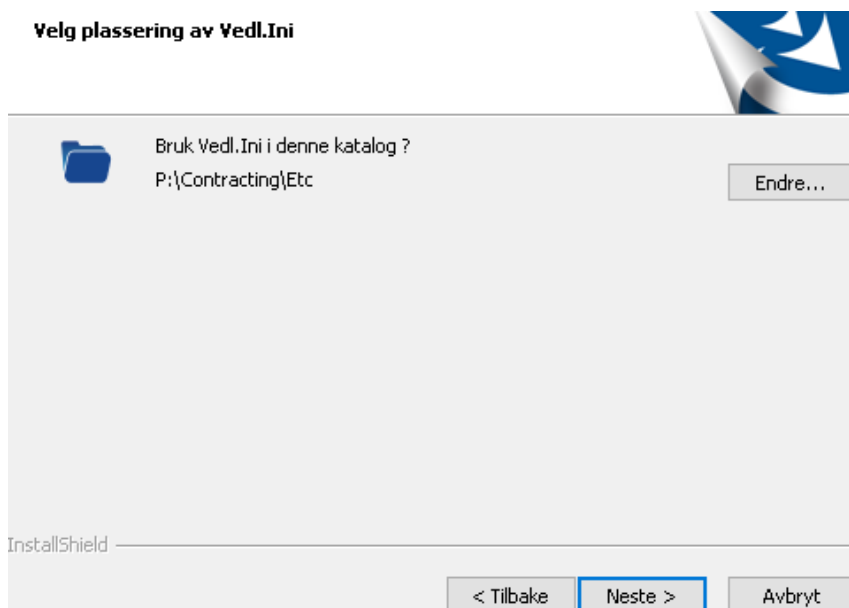 Velg plassering av Vedl.Ini
Bruk Vedl.Ini i denne katalog ?
P:\Contracting\Etc
Endre...
InstallShield
< Tilbake
Neste >
Avbryt